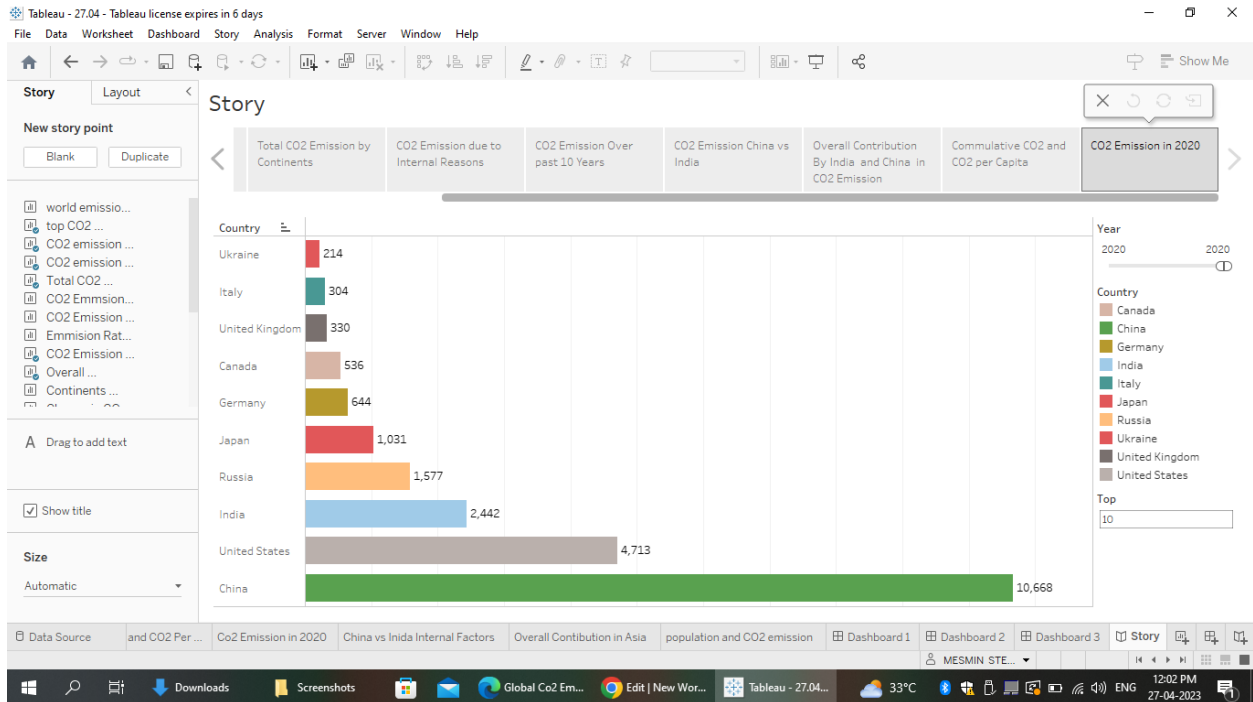 Tableau - 27.04 - Tableau license expires in 6 days
File Data Worksheet Dashboard Story Analysis Format Server Window Help
Show Me
Story Layout
New story point
Blank Duplicate
world emissio...
top CO2 ...
CO2 emission ...
CO2 emission ...
Total CO2 ...
CO2 Emmsion...
CO2 Emission ...
Emmision Rat...
CO2 Emission ...
Overall ...
Continents ...
A Drag to add text
Show title
Size
Automatic
Story
Total CO2 Emission by
Continents
CO2 Emission due to
Internal Reasons
CO2 Emission Over
past 10 Years
CO2 Emission China vs
India
Overall Contribution
By India and China in
CO2 Emission
Commulative CO2 and
CO2 per Capita
CO2 Emission in 2020
Country
Ukraine 214
Italy 304
United Kingdom 330
Canada 536
Germany 644
Japan 1,031
Russia 1,577
India 2,442
United States 4,713
China 10,668
Year
2020 2020
Country
Canada
China
Germany
India
Italy
Japan
Russia
Ukraine
United Kingdom
United States
Top
10
Data Source and CO2 Per ... Co2 Emission in 2020 China vs Inida Internal Factors Overall Contibution in Asia population and CO2 emission Dashboard 1 Dashboard 2 Dashboard 3 Story
MESMIN STE...
Downloads Screenshots Global Co2 Em... Edit | New Wor... Tableau - 27.04... 33°C ENG 12:02 PM
27-04-2023
1